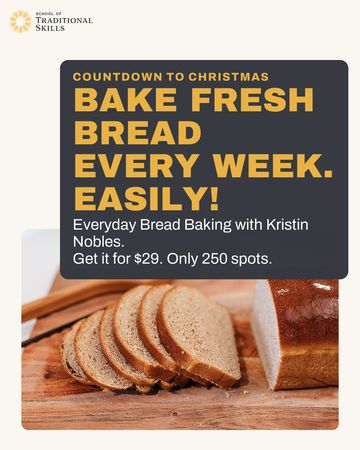 SCHOOL OF
TRADITIONAL
SKILLS
COUNTDOWN TO CHRISTMAS
BAKE FRESH
BREAD
EVERY WEEK.
EASILY!
Everyday Bread Baking with Kristin
Nobles.
Get it for $29. Only 250 spots.